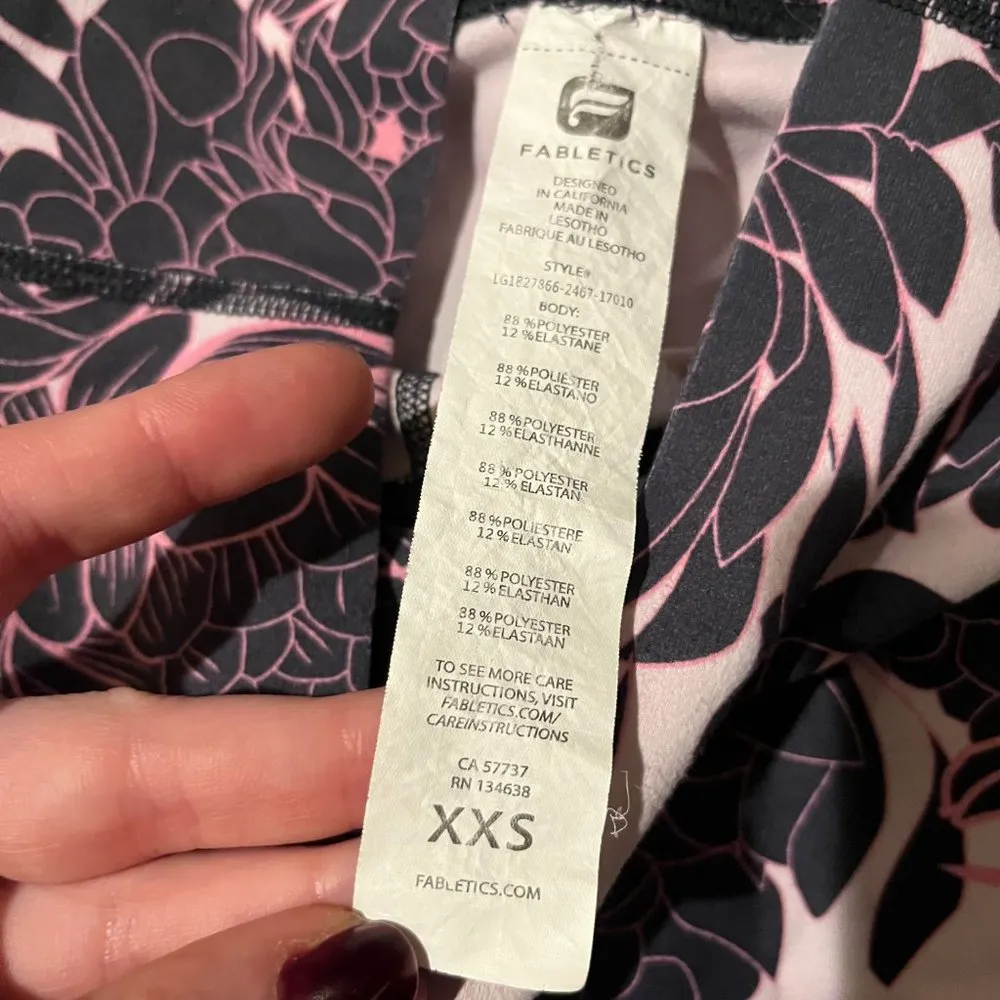 FABLETICS
DESIGNED
IN CALIFORNIA
MADE IN
LESOTHO
FABRIQUE AU LESOTHO
STYLE#
LG1827866-2467-17010
BODY:
88 %POLYESTER
12 %ELASTANE
88 %POLIÉSTER
12 %ELASTANO
88 %POLYESTER
12 %ELASTHANNE
88 %POLYESTER
12 %ELASTAN
88 %POLIESTERE
12 %ELASTAN
88 %POLYESTER
12 %ELASTHAN
88 %POLYESTER
12 %ELASTAAN
TO SEE MORE CARE
INSTRUCTIONS, VISIT
FABLETICS.COM/
CAREINSTRUCTIONS
CA 57737
RN 134638
XXS
FABLETICS.COM